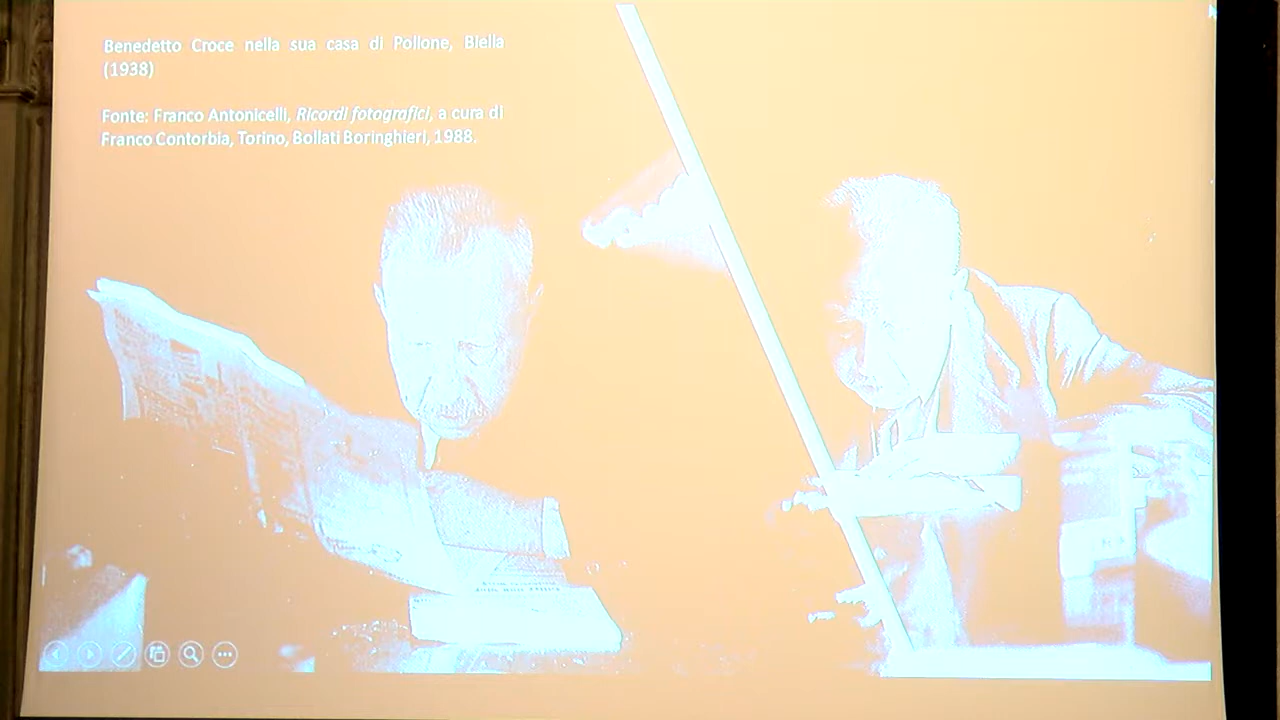 Benedetto Croce nella sua casa di Pollone, Biella
(1938)
Fonte: Franco Antonicelli, Ricordi fotografici, a cura di
Franco Contorbia, Torino, Bollati Boringhieri, 1988.